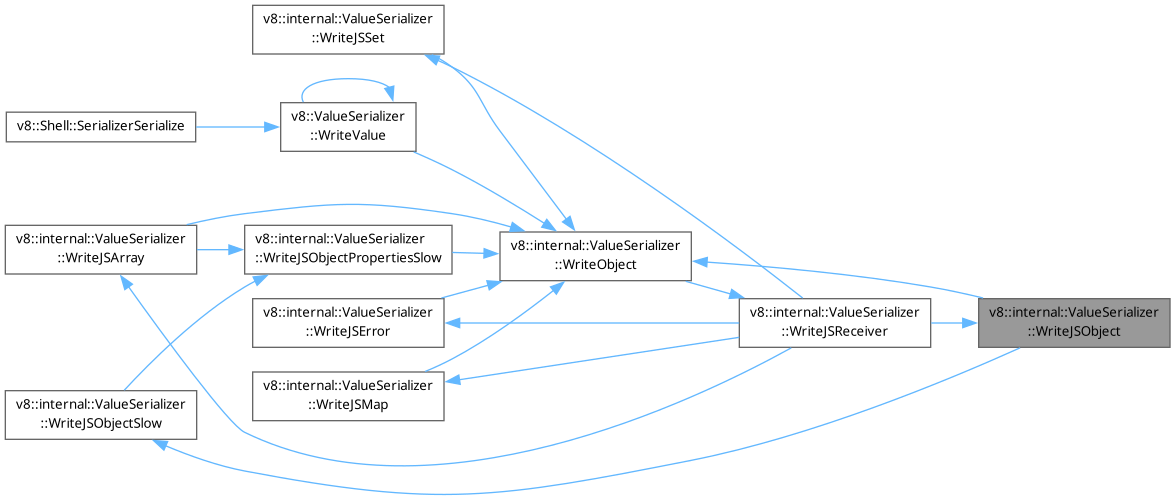 v8::internal::ValueSerializer
::WriteJSSet
v8::Shell::SerializerSerialize
v8::ValueSerializer
::WriteValue
v8::internal::ValueSerializer
::WriteJSArray
v8::internal::ValueSerializer
::WriteJSObjectPropertiesSlow
v8::internal::ValueSerializer
::WriteObject
v8::internal::ValueSerializer
::WriteJSError
v8::internal::ValueSerializer
::WriteJSReceiver
v8::internal::ValueSerializer
::WriteJSObject
v8::internal::ValueSerializer
::WriteJSMap
v8::internal::ValueSerializer
::WriteJSObjectSlow